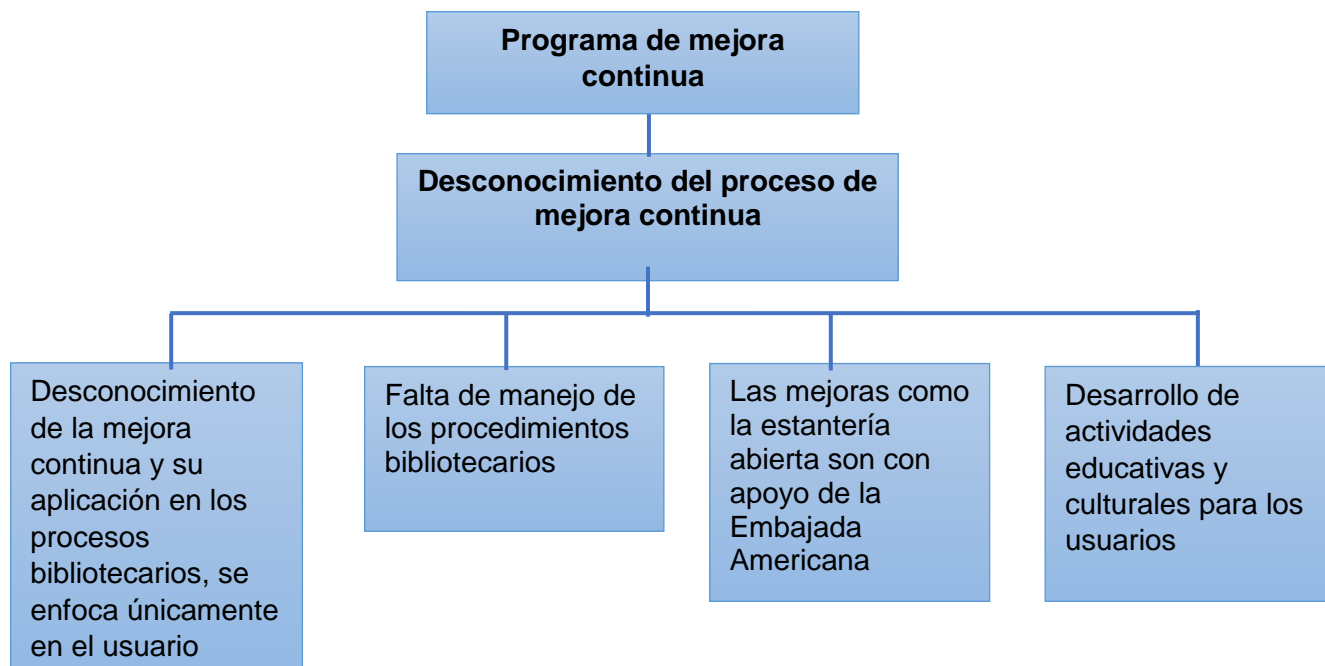 Programa de mejora
continua
Desconocimiento del proceso de
mejora continua
Desconocimiento
de la mejora
continua y su
aplicación en los
procesos
bibliotecarios, se
enfoca únicamente
en el usuario
Falta de manejo de
los procedimientos
bibliotecarios
Las mejoras como
la estantería
abierta son con
apoyo de la
Embajada
Americana
Desarrollo de
actividades
educativas y
culturales para los
usuarios